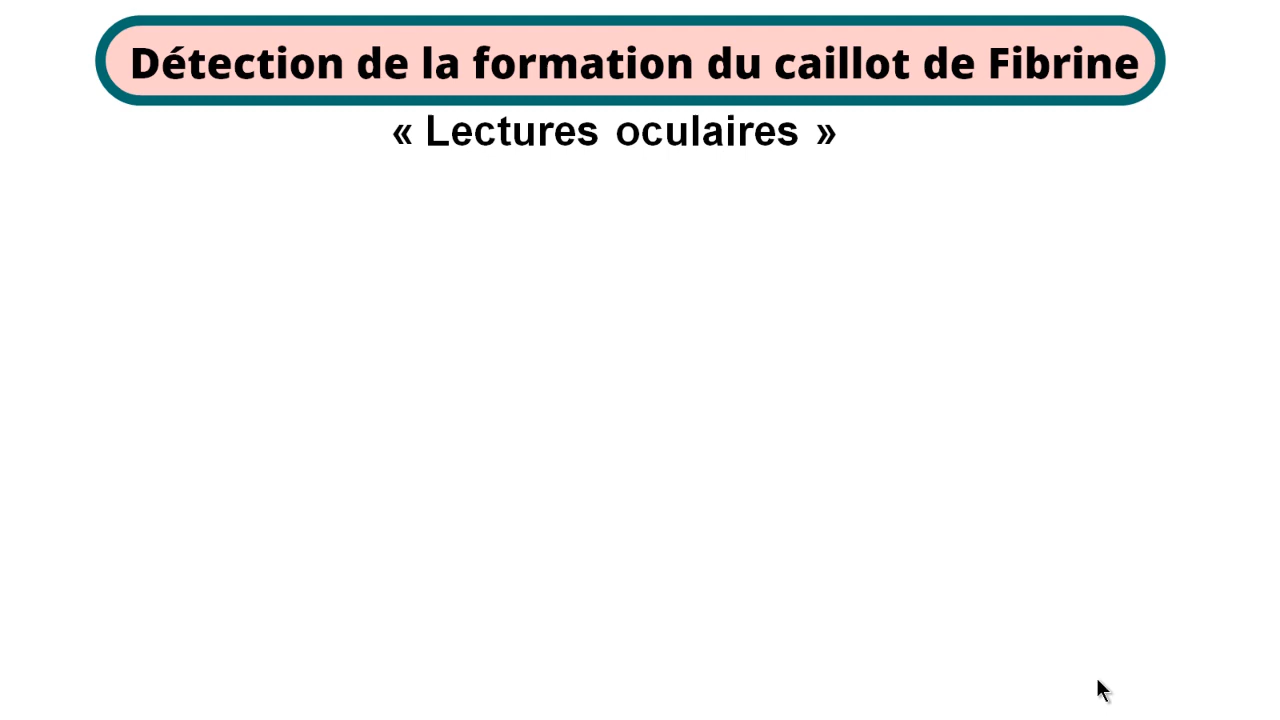 Détection de la formation du caillot de Fibrine
« Lectures oculaires »